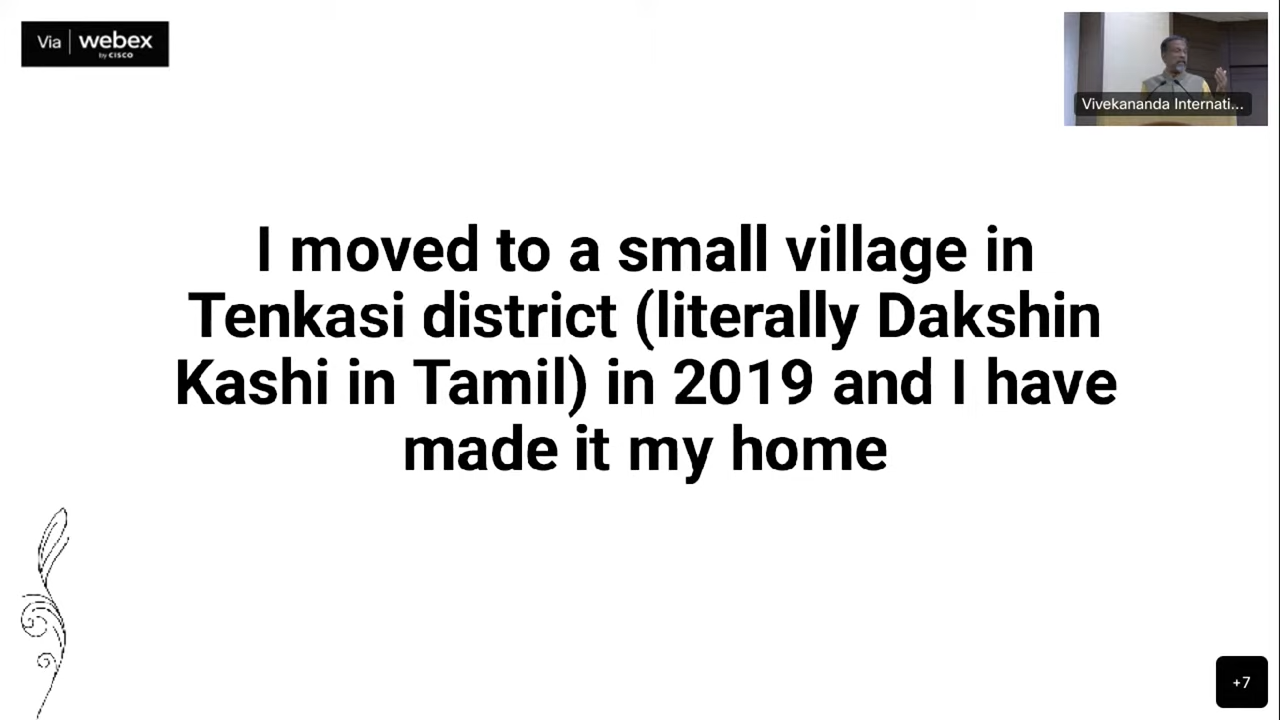 Via | webex
by CISCO
Vivekananda Internati...
I moved to a small village in
Tenkasi district (literally Dakshin
Kashi in Tamil) in 2019 and I have
made it my home
+7